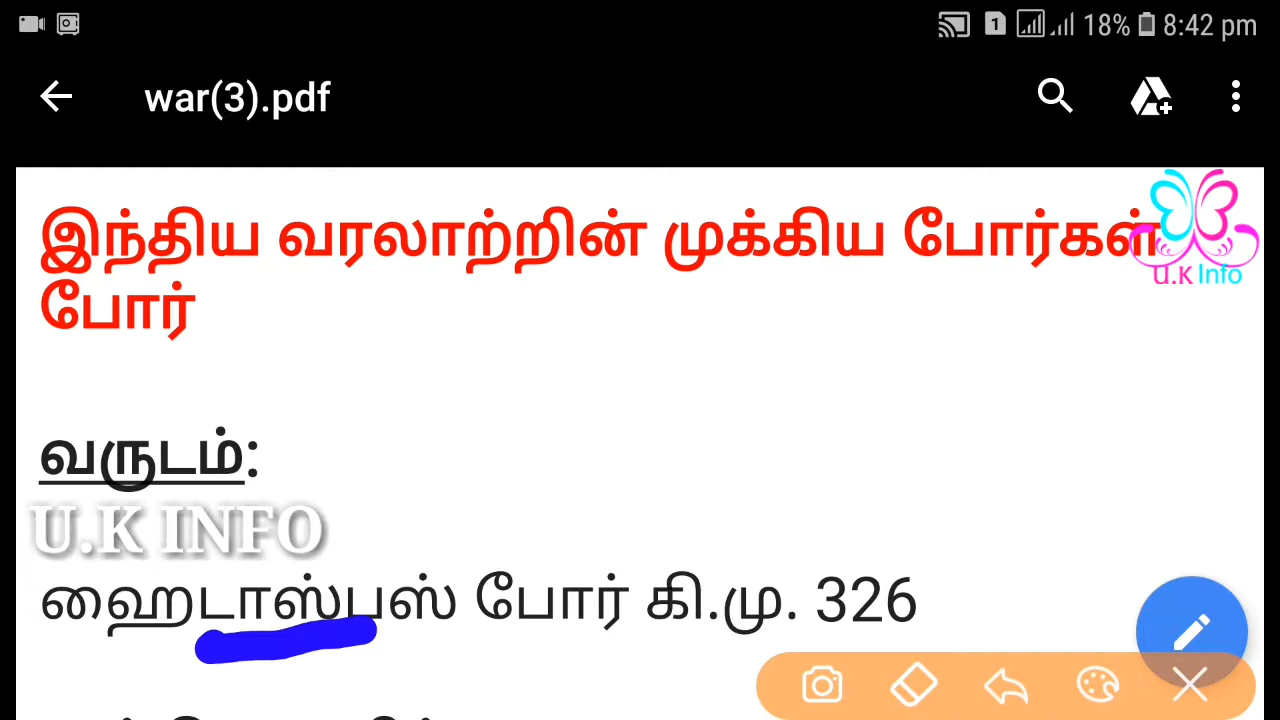 18% 8:42 pm
war(3).pdf
இந்திய வரலாற்றின் முக்கிய போர்கள்
போர்
U.K Info
வருடம்:
U.K INFO
ஹைடாஸ்பஸ் போர் கி.மு. 326